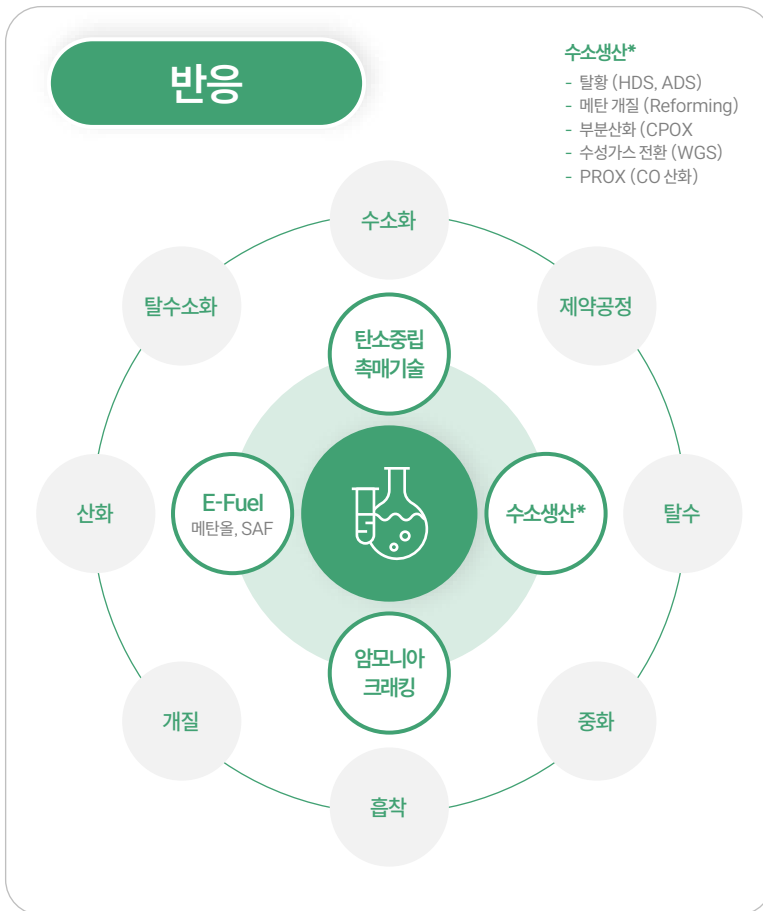 반응
수소생산*
- 탈황 (HDS, ADS)
- 메탄 개질 (Reforming)
- 부분산화 (CPOX
- 수성가스 전환 (WGS)
- PROX (CO 산화)
수소화
탈수소화
제약공정
탄소중립
촉매기술
산화
E-Fuel
메탄올, SAF
수소생산*
탈수
암모니아
크래킹
개질
중화
흡착